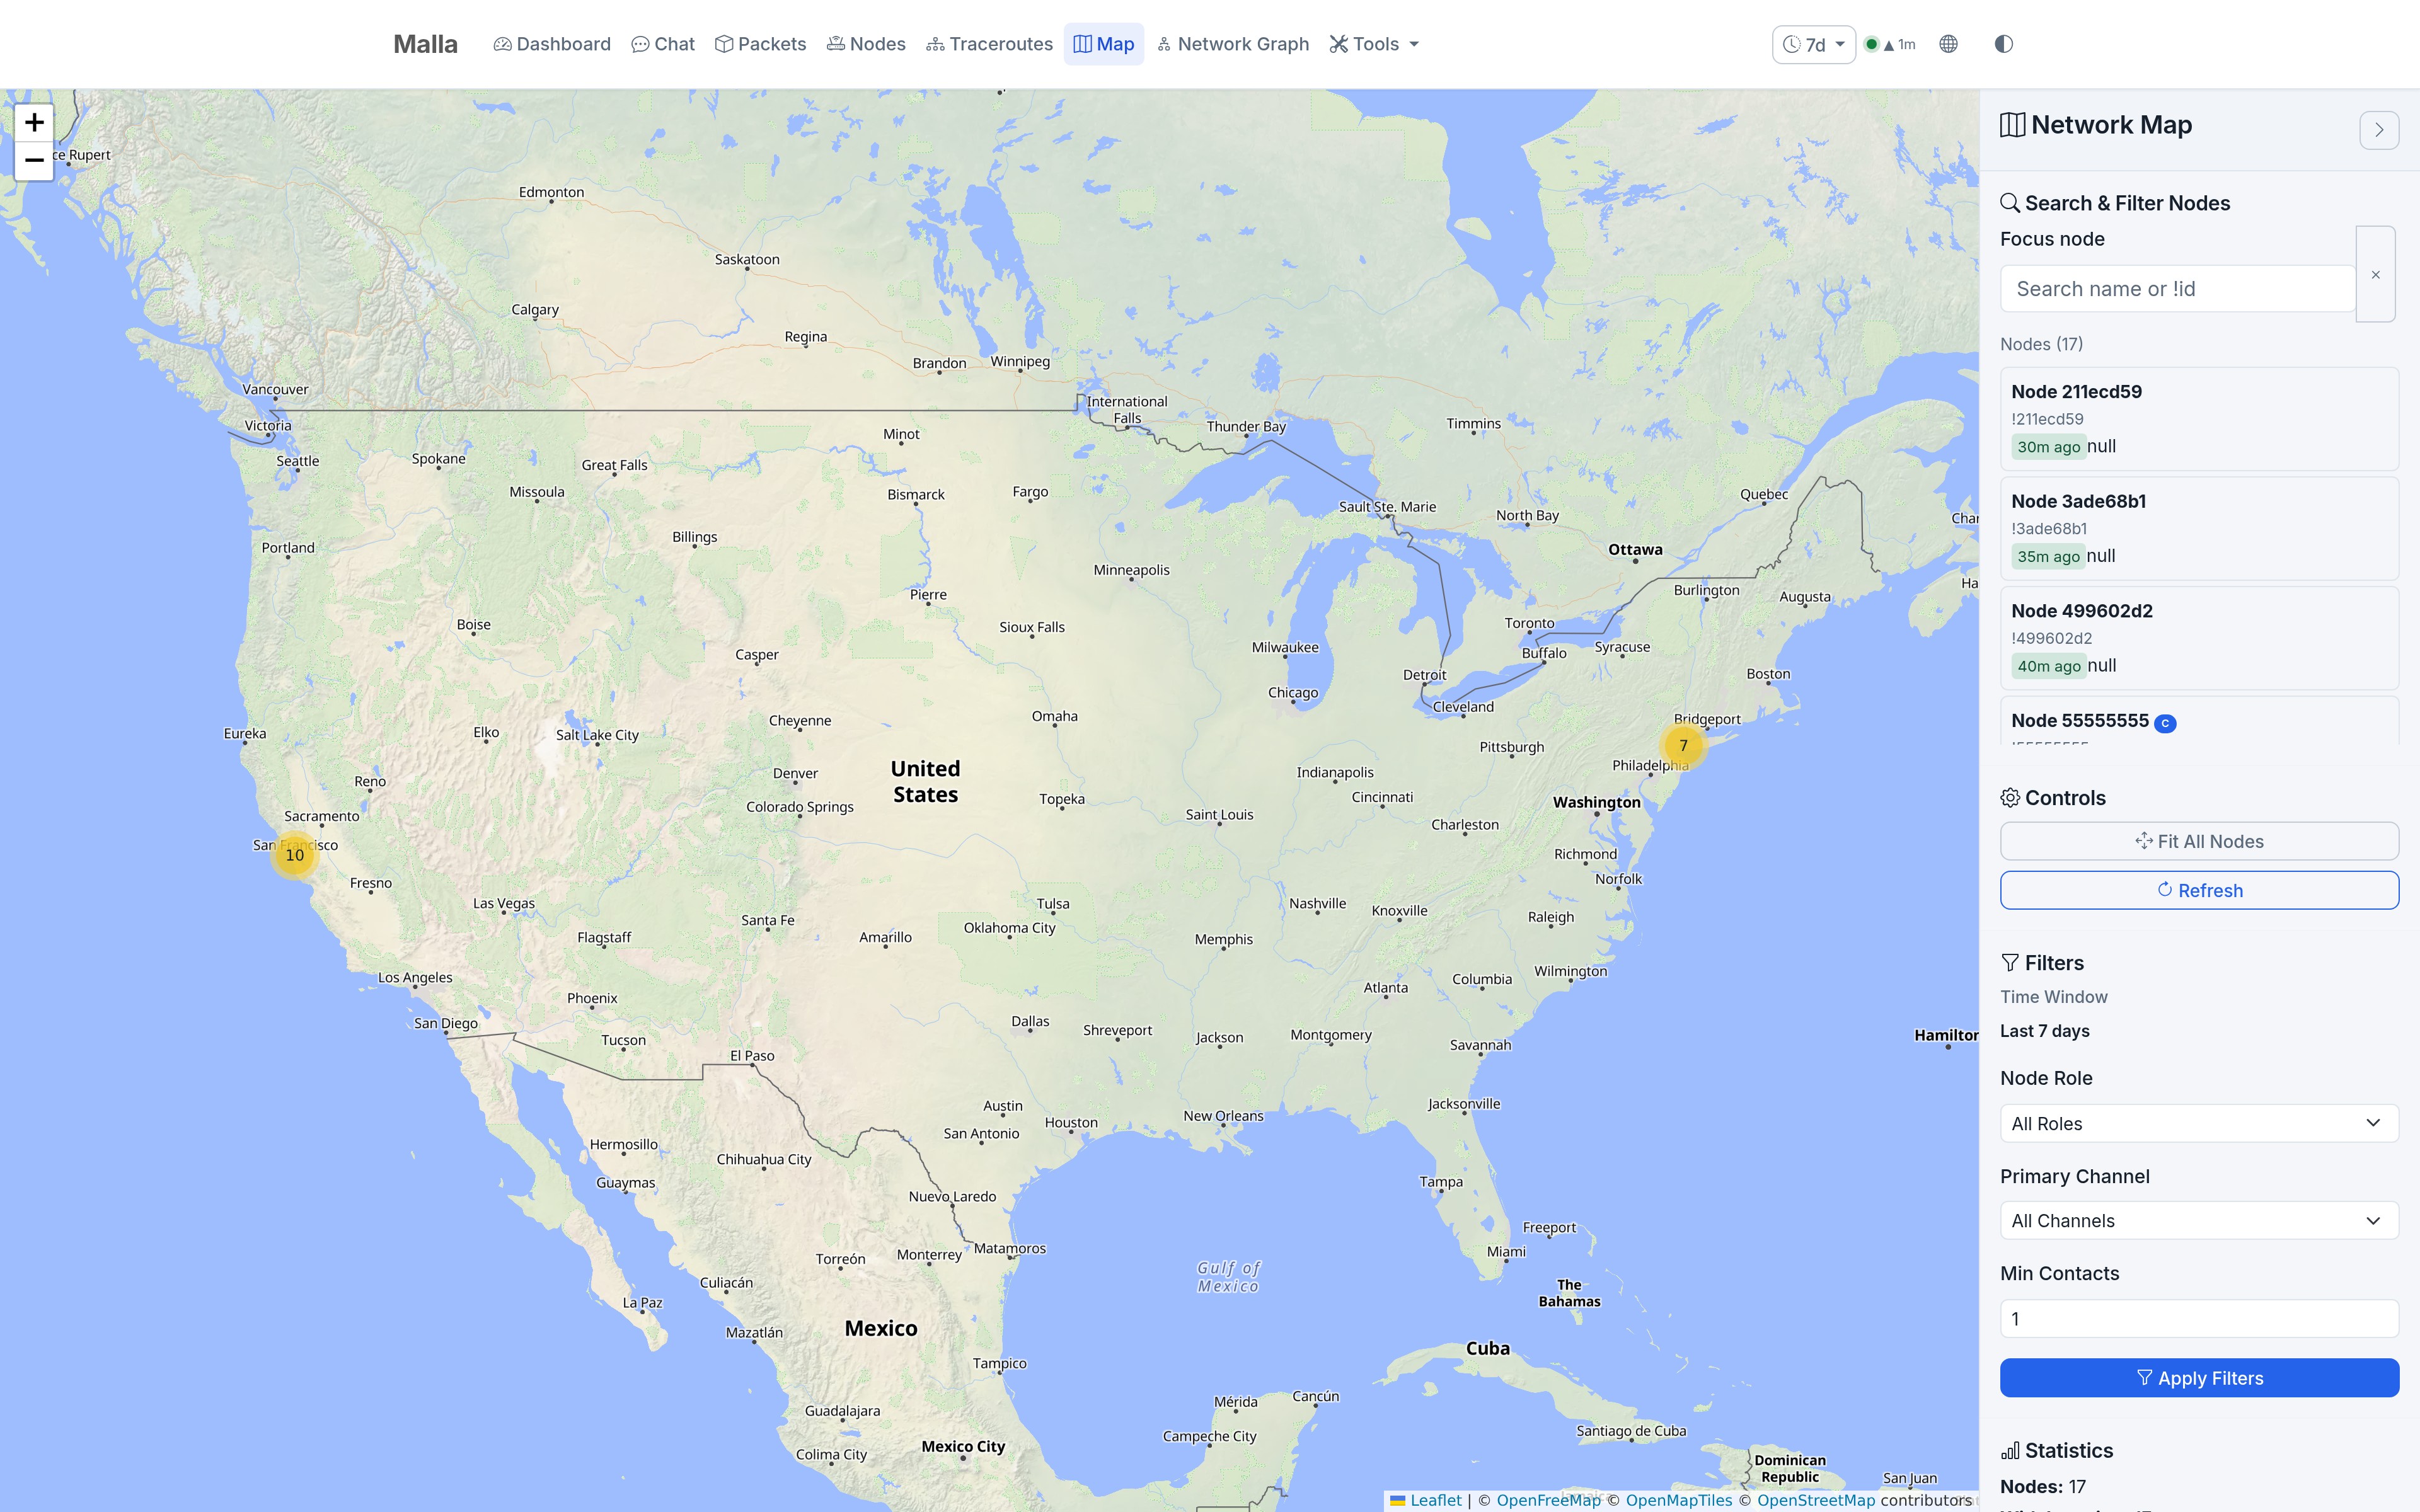 Malla
Dashboard
Chat
Packets
Nodes
Traceroutes
Map
Network Graph
Tools
7d
▲ 1m
+
−
ce Rupert
Edmonton
Saskatoon
Calgary
Regina
Brandon
Winnipeg
Vancouver
Victoria
International
Falls
Thunder Bay
Timmins
Minot
Seattle
Spokane
Great Falls
Missoula
Bismarck
Fargo
Sault Ste. Marie
North Bay
Quebec
Char
Portland
Billings
Ottawa
Minneapolis
Pierre
Burlington
Augusta
Ha
Boise
Sioux Falls
Toronto
Casper
Milwaukee
Buffalo
Syracuse
Detroit
Boston
Chicago
Cleveland
Eureka
Elko
Salt Lake City
Cheyenne
Omaha
Bridgeport
7
Pittsburgh
Philadelphia
United
States
Reno
Denver
Indianapolis
Colorado Springs
Topeka
Cincinnati
Washington
Sacramento
Saint Louis
Charleston
San Francisco
10
Richmond
Fresno
Norfolk
Las Vegas
Santa Fe
Tulsa
Nashville
Knoxville
Raleigh
Flagstaff
Amarillo
Oklahoma City
Memphis
Los Angeles
Phoenix
Atlanta
Columbia
Wilmington
San Diego
Tucson
Dallas
Shreveport
Jackson
Montgomery
Savannah
Hamilton
El Paso
Austin
Houston
New Orleans
Jacksonville
San Antonio
Hermosillo
Chihuahua City
Guaymas
Nuevo Laredo
Tampa
Torreón
Monterrey
Matamoros
Freeport
Miami
Gulf of
Mexico
Culiacán
La Paz
The
Bahamas
Mazatlán
Mexico
Cuba
Tampico
Mérida
Cancún
Guadalajara
Campeche City
Santiago de Cuba
Colima City
Mexico City
Dominican
Republic
San Juan
Leaflet | © OpenFreeMap © OpenMapTiles © OpenStreetMap contributors
Network Map
Search & Filter Nodes
Focus node
Search name or !id
×
Nodes (17)
Node 211ecd59
!211ecd59
30m ago null
Node 3ade68b1
!3ade68b1
35m ago null
Node 499602d2
!499602d2
40m ago null
Node 55555555 C
!55555555
Controls
Fit All Nodes
Refresh
Filters
Time Window
Last 7 days
Node Role
All Roles
Primary Channel
All Channels
Min Contacts
1
Apply Filters
Statistics
Nodes: 17